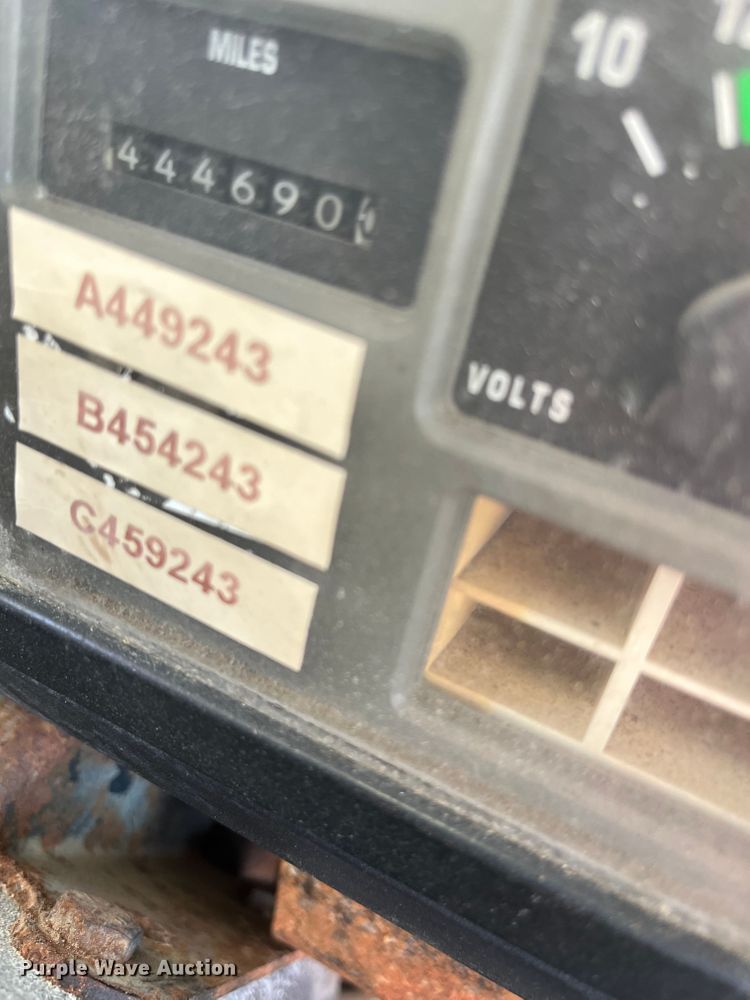 MILES
444690
A449243
B454243
C459243
10
VOLTS
Purple Wave Auction